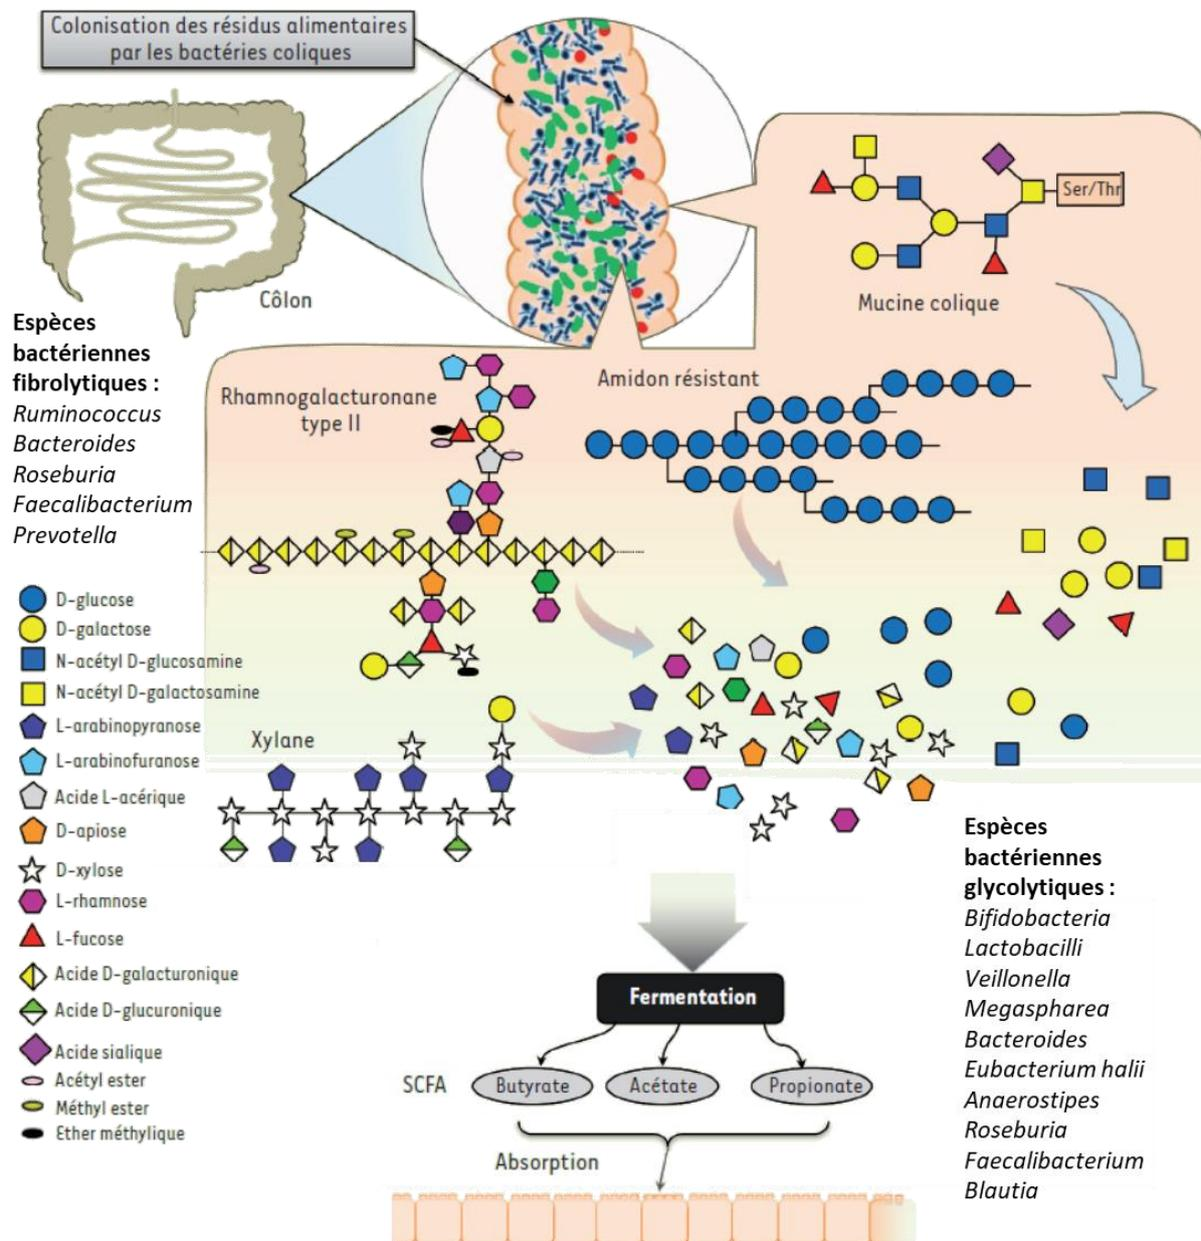 Colonisation des résidus alimentaires
par les bactéries coliques
Ser/Thr
Mucine colique
Côlon
Espèces
bactériennes
fibrolytiques :
Ruminococcus
Bacteroides
Roseburia
Faecalibacterium
Prevotella
Rhamnogalacturonane
type II
Amidon résistant
Xylane
D-glucose
D-galactose
N-acétyl D-glucosamine
N-acétyl D-galactosamine
L-arabinopyranose
L-arabinofuranose
Acide L-acérique
D-apiose
D-xylose
L-rhamnose
L-fucose
Acide D-galacturonique
Acide D-glucuronique
Acide sialique
Acétyl ester
Méthyl ester
Ether méthylique
Espèces
bactériennes
glycolytiques :
Bifidobacteria
Lactobacilli
Veillonella
Megaspharea
Bacteroides
Eubacterium halii
Anaerostipes
Roseburia
Faecalibacterium
Blautia
Fermentation
SCFA
Butyrate
Acétate
Propionate
Absorption